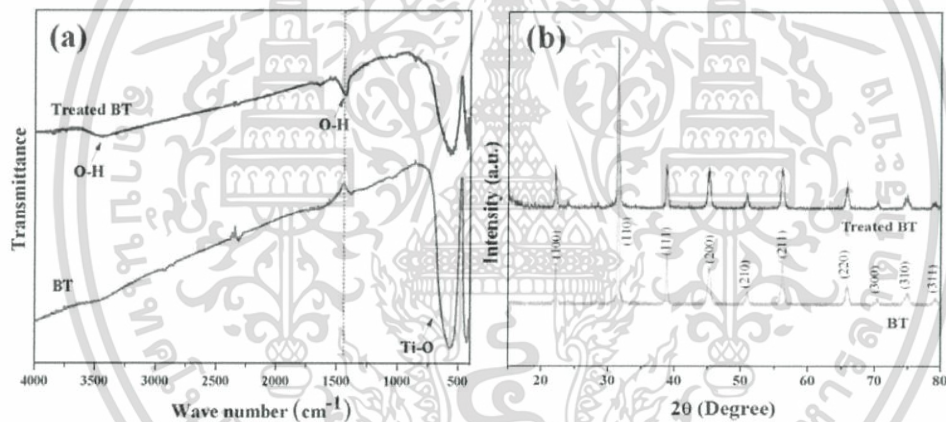 (a)
Treated BT
O-H
O-H
BT
Ti-O
Transmittance
4000 3500 3000 2500 2000 1500 1000 500
Wave number (cm-1)
(b)
Intensity (a.u.)
Treated BT
(100)
(110)
(111)
(200)
(210)
(211)
(220)
(300)
(310)
(311)
BT
20 30 40 50 60 70 80
2θ (Degree)